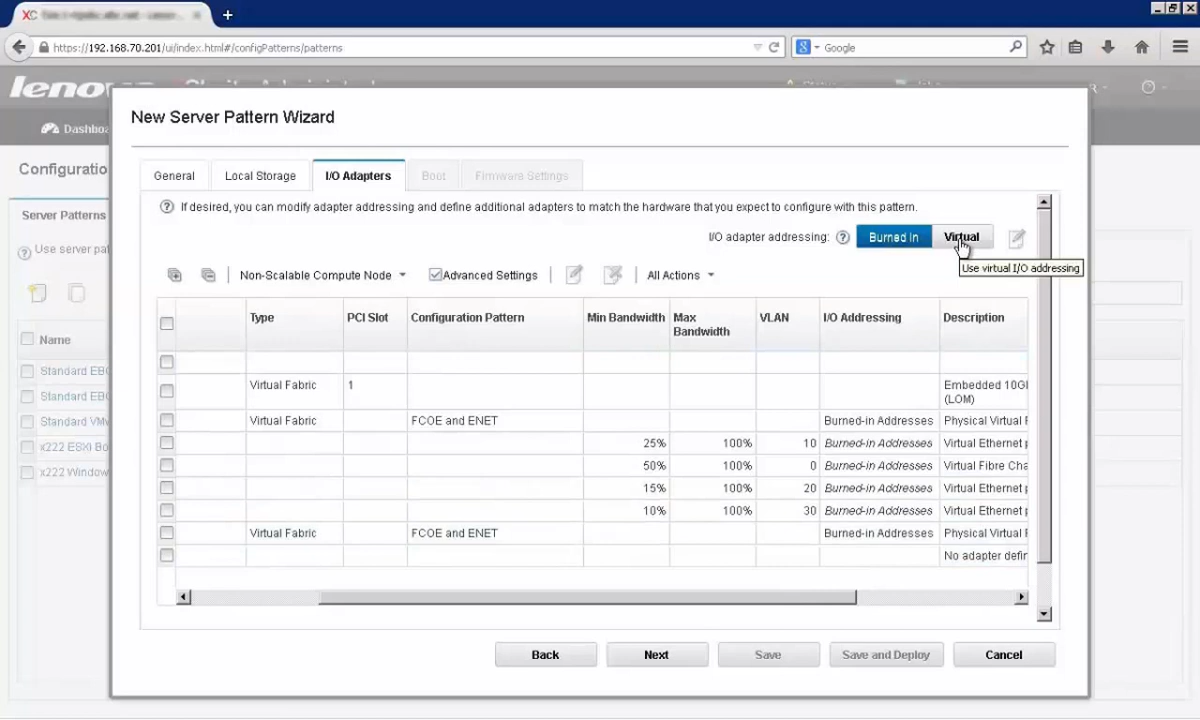 XC
+
https://192.168.70.201/ui/index.html#/configPatterns/patterns
8 Google
leno
Dashboa
Configuratio
Server Patterns
? Use server pat
Name
Standard EBG
Standard EBG
Standard VMw
x222 ESXi Bo
x222 Window
New Server Pattern Wizard
General Local Storage I/O Adapters Boot Firmware Settings
? If desired, you can modify adapter addressing and define additional adapters to match the hardware that you expect to configure with this pattern.
I/O adapter addressing: ? Burned In Virtual
Use virtual I/O addressing
Non-Scalable Compute Node Advanced Settings All Actions
Type PCI Slot Configuration Pattern Min Bandwidth Max Bandwidth VLAN I/O Addressing Description
Virtual Fabric 1 Embedded 10G
(LOM)
Virtual Fabric FCOE and ENET Burned-in Addresses Physical Virtual F
25% 100% 10 Burned-in Addresses Virtual Ethernet p
50% 100% 0 Burned-in Addresses Virtual Fibre Cha
15% 100% 20 Burned-in Addresses Virtual Ethernet p
10% 100% 30 Burned-in Addresses Virtual Ethernet p
Virtual Fabric FCOE and ENET Burned-in Addresses Physical Virtual F
No adapter defin
Back Next Save Save and Deploy Cancel